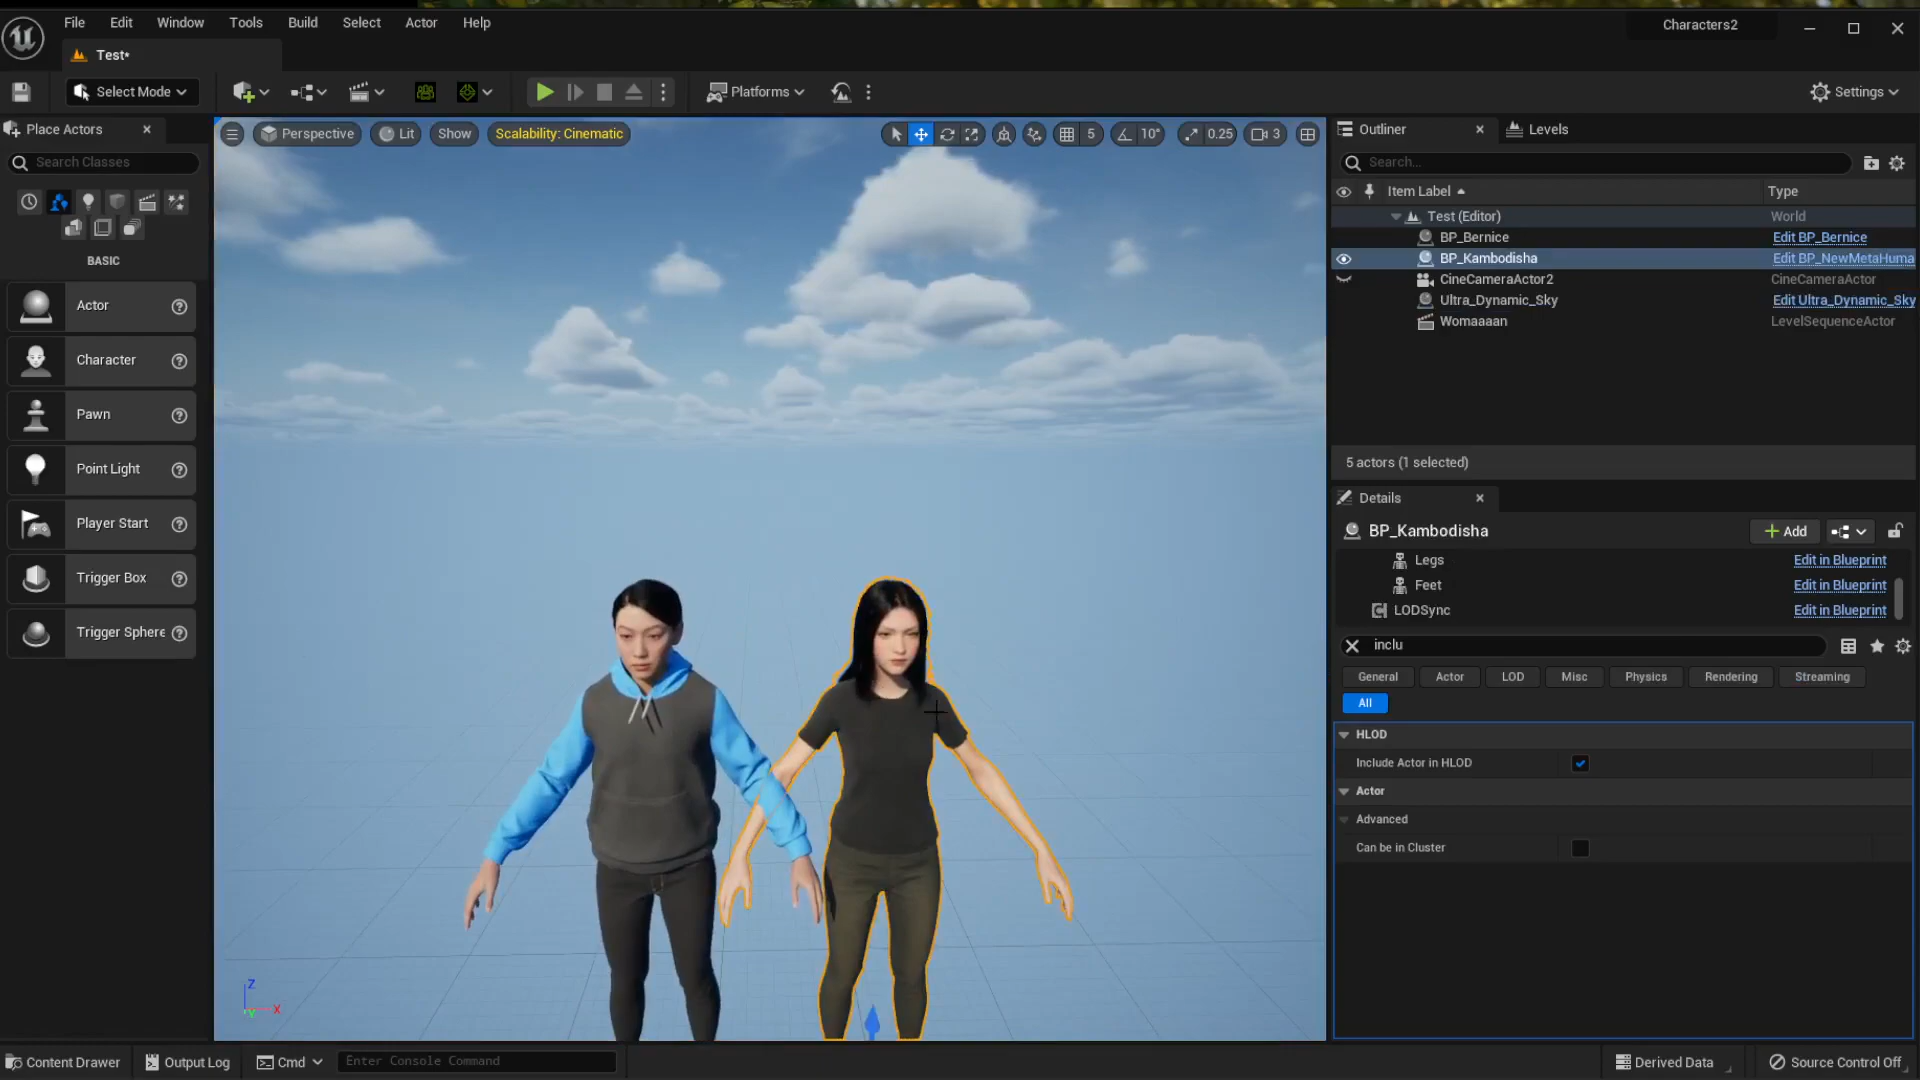 File Edit Window Tools Build Select Actor Help
Characters2
Test*
Select Mode
Platforms
Settings
Place Actors
Search Classes
BASIC
Actor
Character
Pawn
Point Light
Player Start
Trigger Box
Trigger Sphere
Perspective Lit Show Scalability: Cinematic
5 10° 0.25 3
Z
X
Y
Outliner Levels
Search...
Item Label Type
Test (Editor) World
BP_Bernice Edit BP_Bernice
BP_Kambodisha Edit BP_NewMetaHuma
CineCameraActor2 CineCameraActor
Ultra_Dynamic_Sky Edit Ultra_Dynamic_Sky
Womaaaan LevelSequenceActor
5 actors (1 selected)
Details
BP_Kambodisha Add
Legs Edit in Blueprint
Feet Edit in Blueprint
LODSync Edit in Blueprint
inclu
General Actor LOD Misc Physics Rendering Streaming
All
HLOD
Include Actor in HLOD
Actor
Advanced
Can be in Cluster
Content Drawer Output Log Cmd Enter Console Command Derived Data Source Control Off